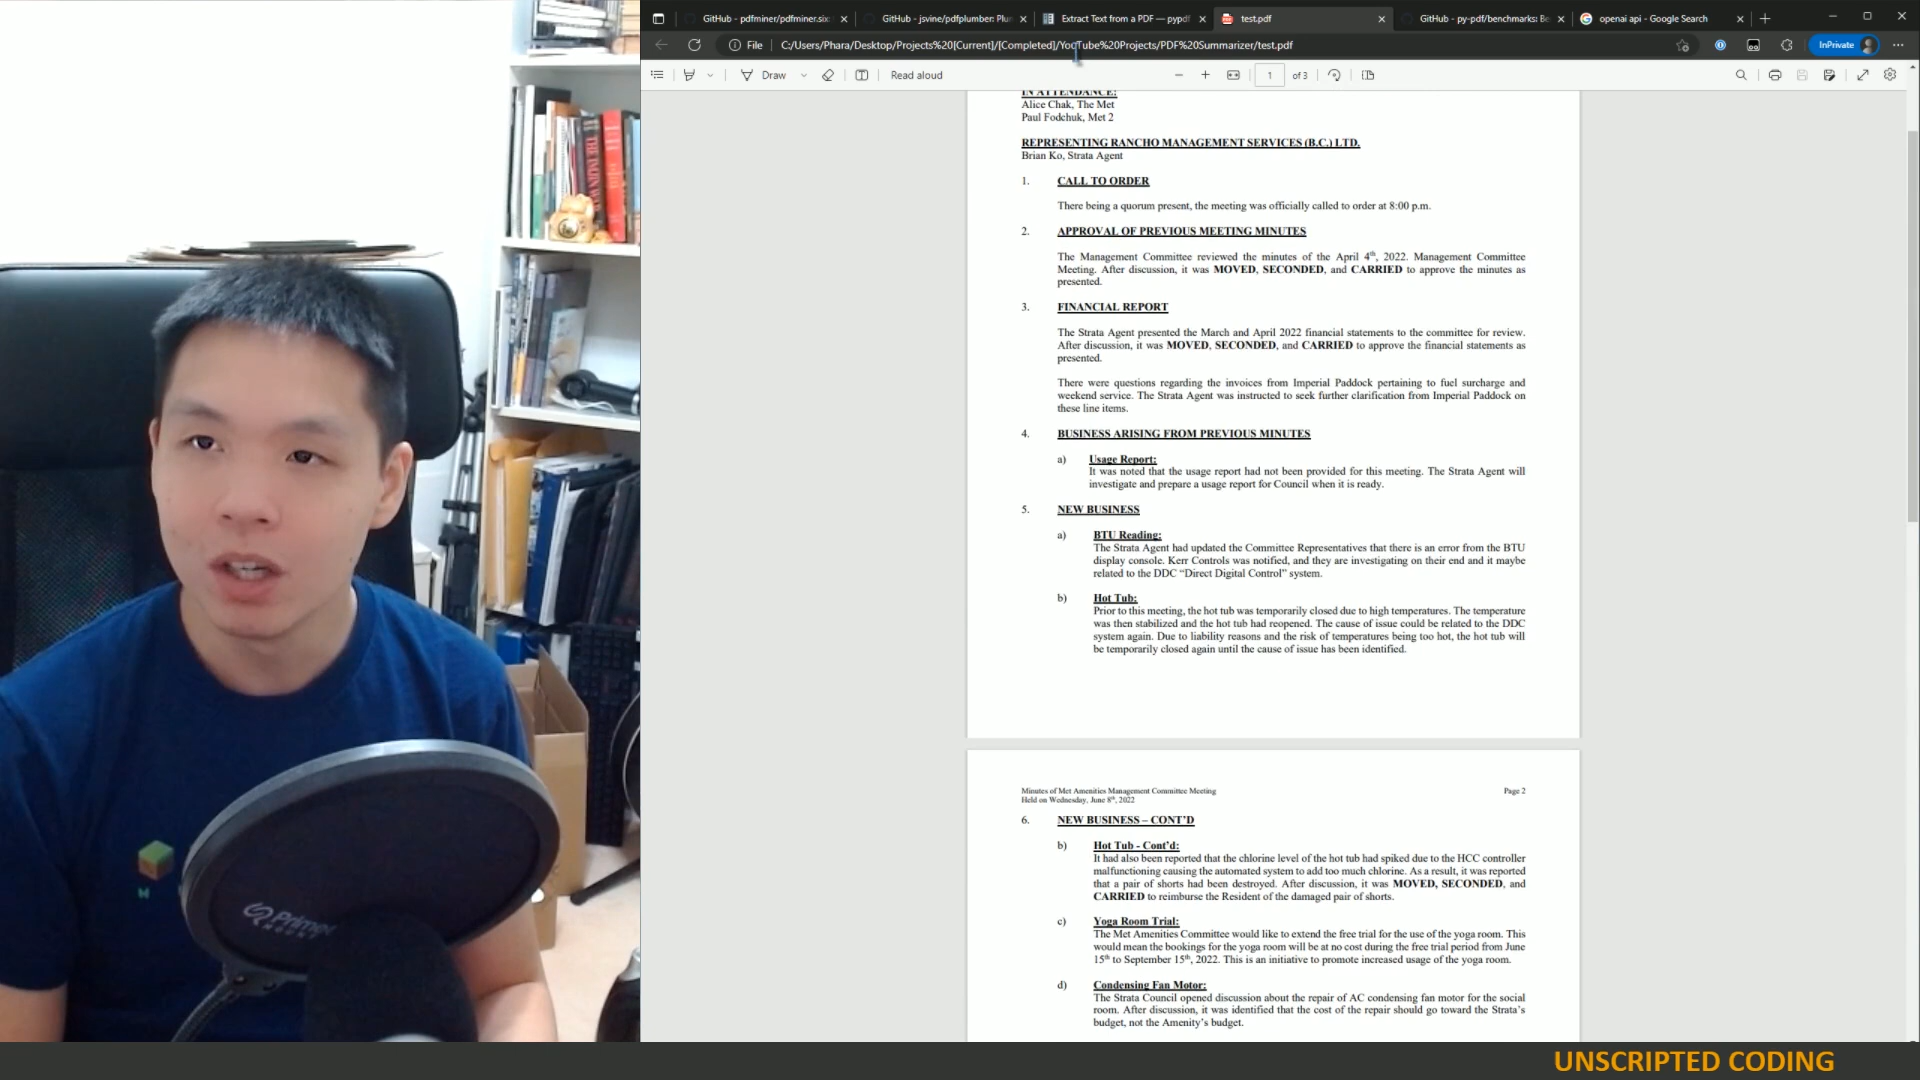 GitHub - pdfminer/pdfminer.six:
GitHub - jsvine/pdfplumber: Plu
Extract Text from a PDF — pypdf
test.pdf
GitHub - py-pdf/benchmarks: Be
openai api - Google Search
File
C:/Users/Phara/Desktop/Projects%20[Current]/[Completed]/YouTube%20Projects/PDF%20Summarizer/test.pdf
InPrivate
Draw
Read aloud
1
of 3
IN ATTENDANCE:
Alice Chak, The Met
Paul Fodchuk, Met 2
REPRESENTING RANCHO MANAGEMENT SERVICES (B.C.) LTD.
Brian Ko, Strata Agent
1. CALL TO ORDER
There being a quorum present, the meeting was officially called to order at 8:00 p.m.
2. APPROVAL OF PREVIOUS MEETING MINUTES
The Management Committee reviewed the minutes of the April 4th, 2022. Management Committee
Meeting. After discussion, it was MOVED, SECONDED, and CARRIED to approve the minutes as
presented.
3. FINANCIAL REPORT
The Strata Agent presented the March and April 2022 financial statements to the committee for review.
After discussion, it was MOVED, SECONDED, and CARRIED to approve the financial statements as
presented.
There were questions regarding the invoices from Imperial Paddock pertaining to fuel surcharge and
weekend service. The Strata Agent was instructed to seek further clarification from Imperial Paddock on
these line items.
4. BUSINESS ARISING FROM PREVIOUS MINUTES
a) Usage Report:
It was noted that the usage report had not been provided for this meeting. The Strata Agent will
investigate and prepare a usage report for Council when it is ready.
5. NEW BUSINESS
a) BTU Reading:
The Strata Agent had updated the Committee Representatives that there is an error from the BTU
display console. Kerr Controls was notified, and they are investigating on their end and it maybe
related to the DDC “Direct Digital Control” system.
b) Hot Tub:
Prior to this meeting, the hot tub was temporarily closed due to high temperatures. The temperature
was then stabilized and the hot tub had reopened. The cause of issue could be related to the DDC
system again. Due to liability reasons and the risk of temperatures being too hot, the hot tub will
be temporarily closed again until the cause of issue has been identified.
Minutes of Met Amenities Management Committee Meeting
Page 2
Held on Wednesday, June 8th, 2022
6. NEW BUSINESS – CONT'D
b) Hot Tub - Cont'd:
It had also been reported that the chlorine level of the hot tub had spiked due to the HCC controller
malfunctioning causing the automated system to add too much chlorine. As a result, it was reported
that a pair of shorts had been destroyed. After discussion, it was MOVED, SECONDED, and
CARRIED to reimburse the Resident of the damaged pair of shorts.
c) Yoga Room Trial:
The Met Amenities Committee would like to extend the free trial for the use of the yoga room. This
would mean the bookings for the yoga room will be at no cost during the free trial period from June
15th to September 15th, 2022. This is an initiative to promote increased usage of the yoga room.
d) Condensing Fan Motor:
The Strata Council opened discussion about the repair of AC condensing fan motor for the social
room. After discussion, it was identified that the cost of the repair should go toward the Strata's
budget, not the Amenity's budget.
UNSCRIPTED CODING